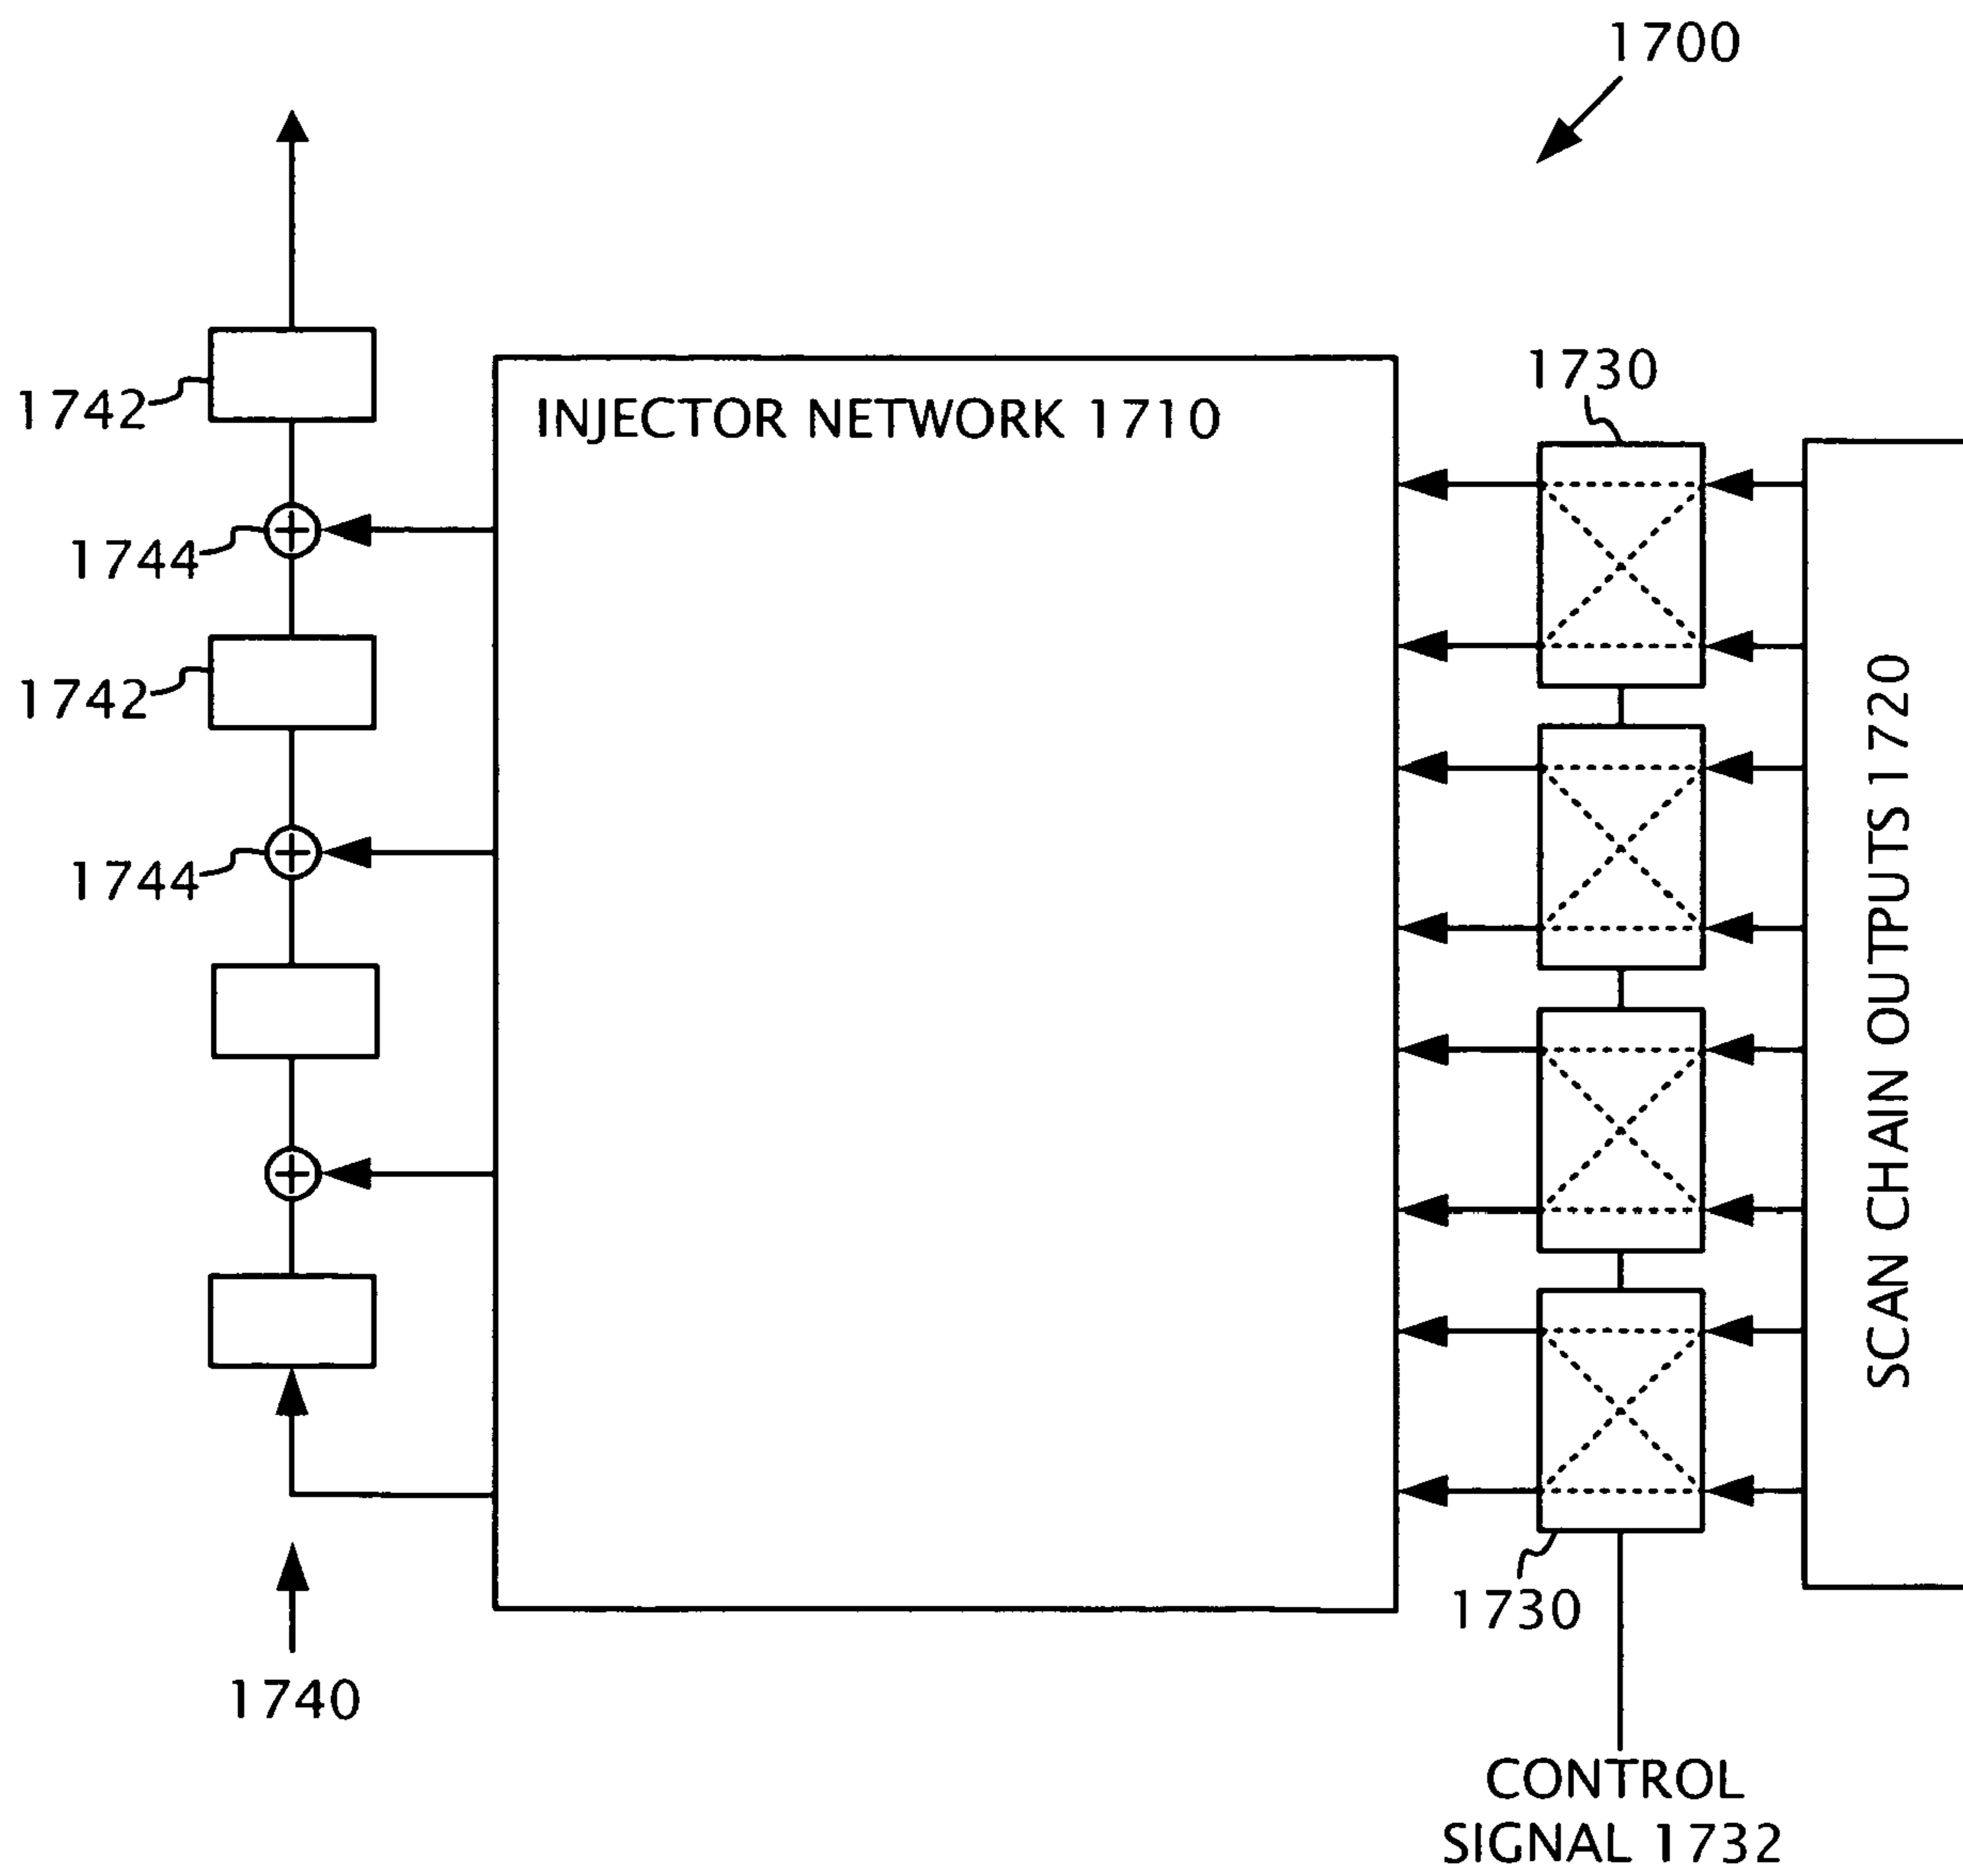 1700
1730
1742
INJECTOR NETWORK 1710
1744
1742
1744
SCAN CHAIN OUTPUTS 1720
1730
1740
CONTROL
SIGNAL 1732